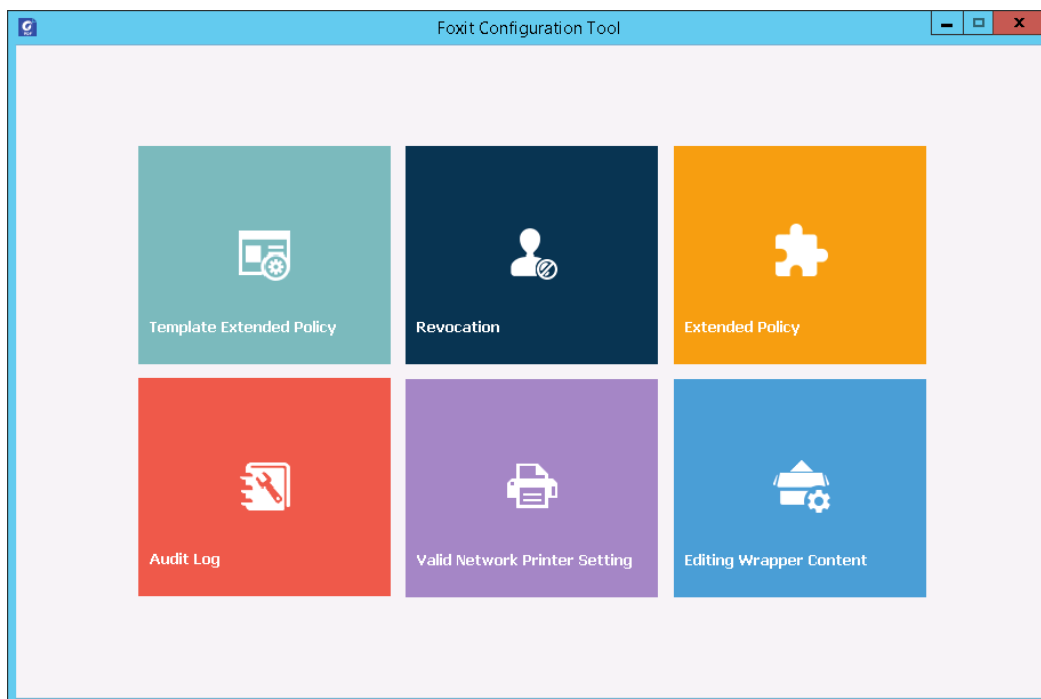 Foxit Configuration Tool
Template Extended Policy
Revocation
Extended Policy
Audit Log
Valid Network Printer Setting
Editing Wrapper Content